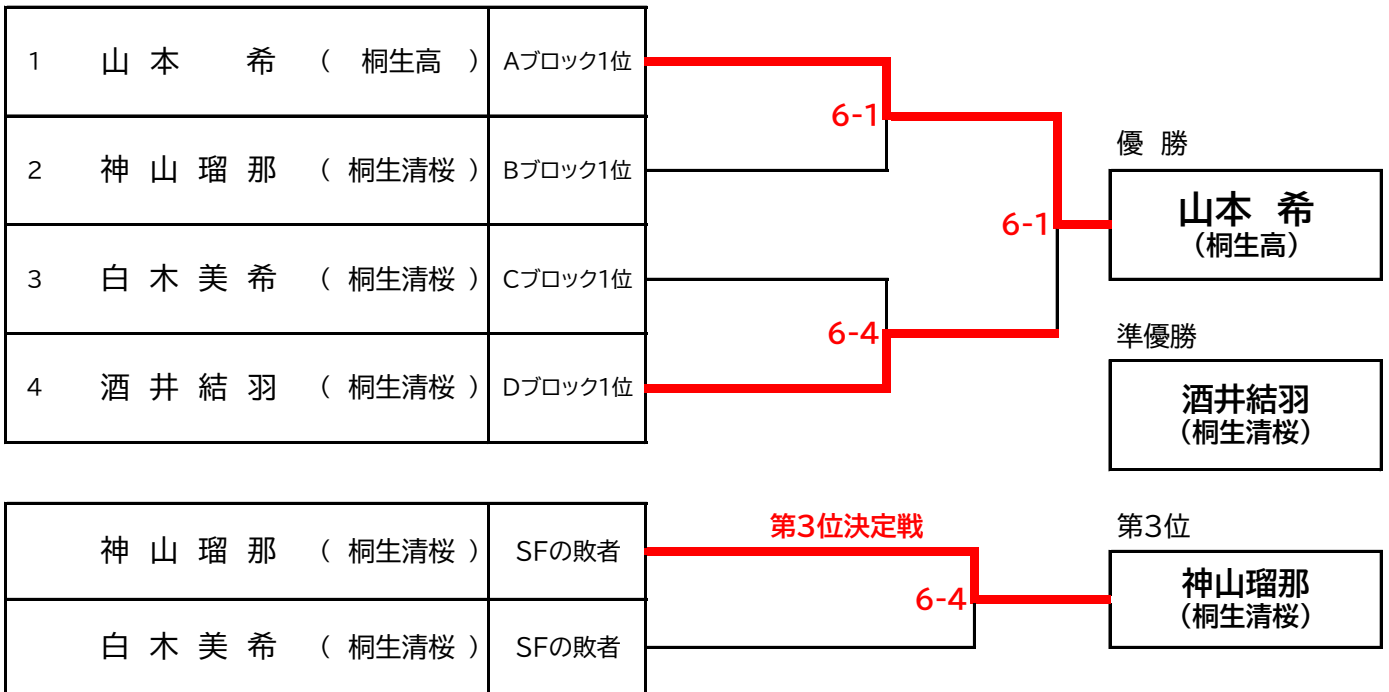 1 山本 希 ( 桐生高 ) Aブロック1位
6-1
2 神山瑠那 ( 桐生清桜 ) Bブロック1位
優 勝
山本 希
(桐生高)
6-1
3 白木美希 ( 桐生清桜 ) Cブロック1位
6-4
4 酒井結羽 ( 桐生清桜 ) Dブロック1位
準優勝
酒井結羽
(桐生清桜)
第3位決定戦
神山瑠那 ( 桐生清桜 ) SFの敗者
6-4
白木美希 ( 桐生清桜 ) SFの敗者
第3位
神山瑠那
(桐生清桜)